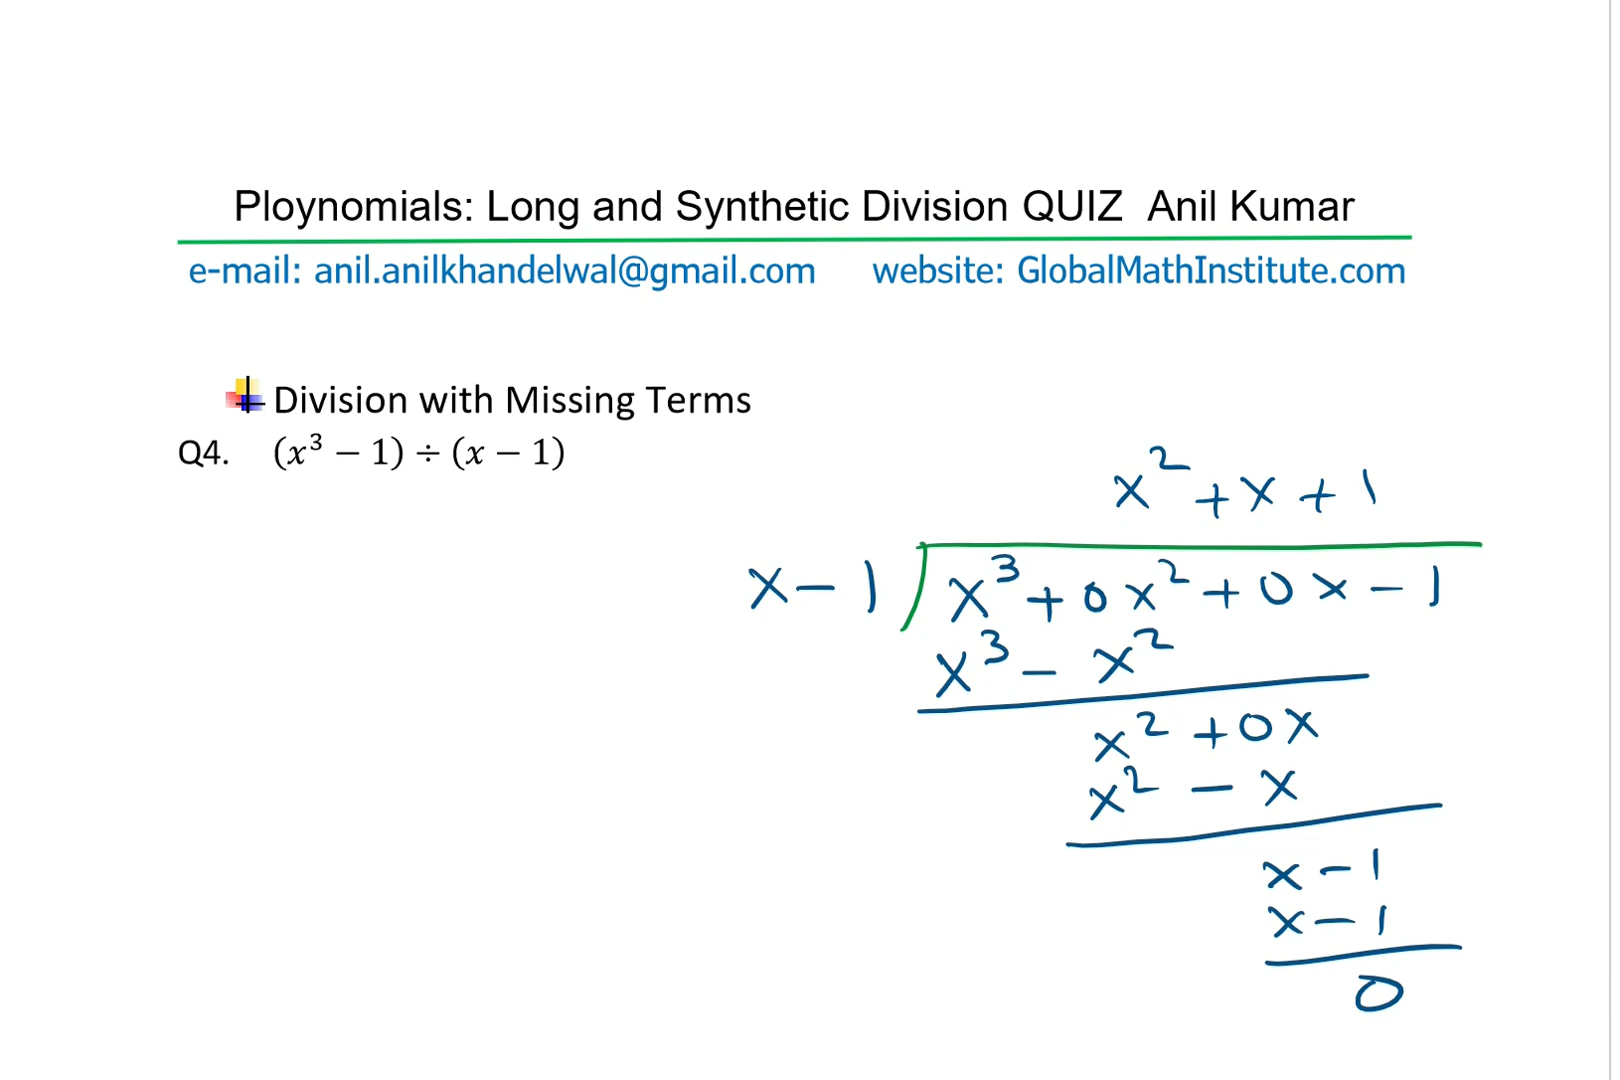 Ploynomials: Long and Synthetic Division QUIZ Anil Kumar
e-mail: anil.anilkhandelwal@gmail.com website: GlobalMathInstitute.com
Division with Missing Terms
Q4. (x³ − 1) ÷ (x − 1)
x² + x + 1
x − 1 ) x³ + 0x² + 0x − 1
x³ − x²
x² + 0x
x² − x
x − 1
x − 1
0